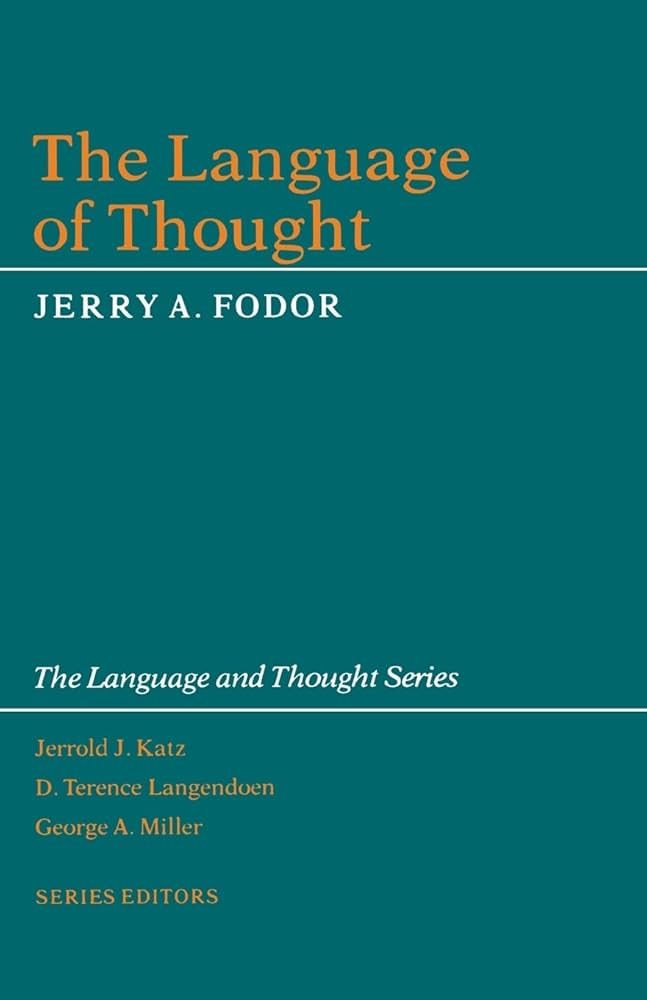 The Language
of Thought
JERRY A. FODOR
The Language and Thought Series
Jerrold J. Katz
D. Terence Langendoen
George A. Miller
SERIES EDITORS